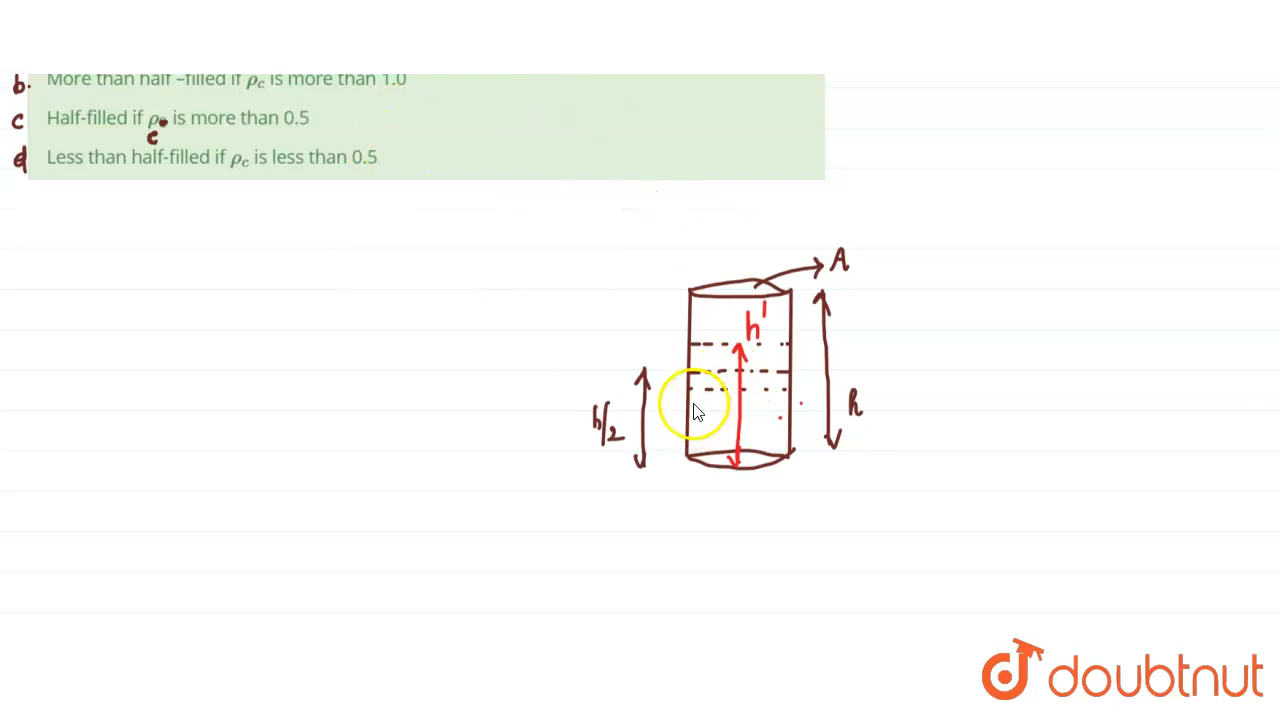 b. More than half –filled if ρc is more than 1.0
c Half-filled if ρc is more than 0.5
d Less than half-filled if ρc is less than 0.5
A
h'
h/2
h
doubtnut